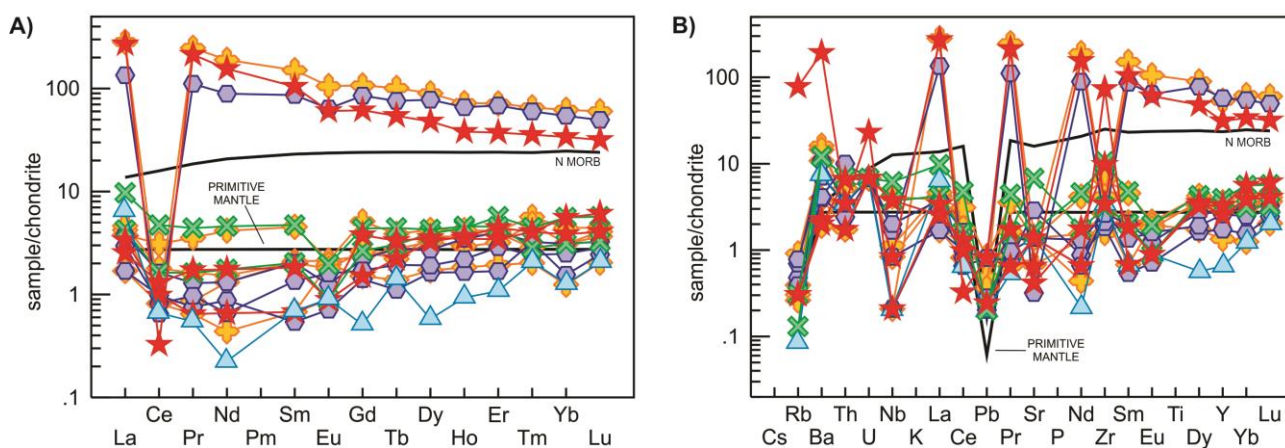 A)
sample/chondrite
100
10
1
.1
N MORB
PRIMITIVE
MANTLE
Ce Nd Sm Gd Dy Er Yb
La Pr Pm Eu Tb Ho Tm Lu
B)
sample/chondrite
100
10
1
0.1
N MORB
PRIMITIVE
MANTLE
Rb Th Nb La Pb Sr Nd Sm Ti Y Lu
Cs Ba U K Ce Pr P Zr Eu Dy Yb